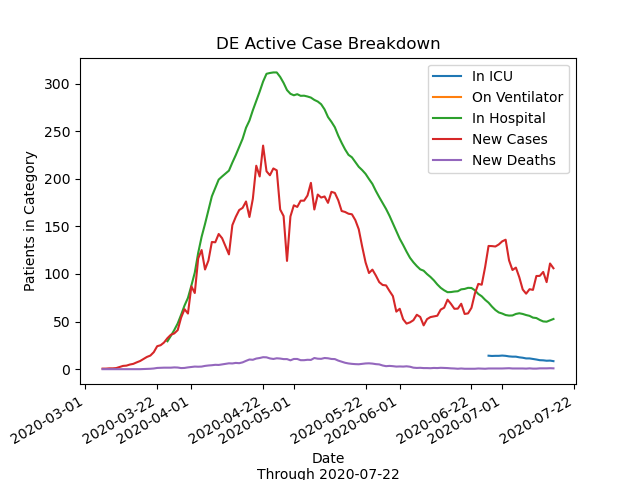 DE Active Case Breakdown
In ICU
On Ventilator
In Hospital
New Cases
New Deaths
Patients in Category
300
250
200
150
100
50
0
2020-03-01
2020-03-22
2020-04-01
2020-04-22
2020-05-01
2020-05-22
2020-06-01
2020-06-22
2020-07-01
2020-07-22
Date
Through 2020-07-22